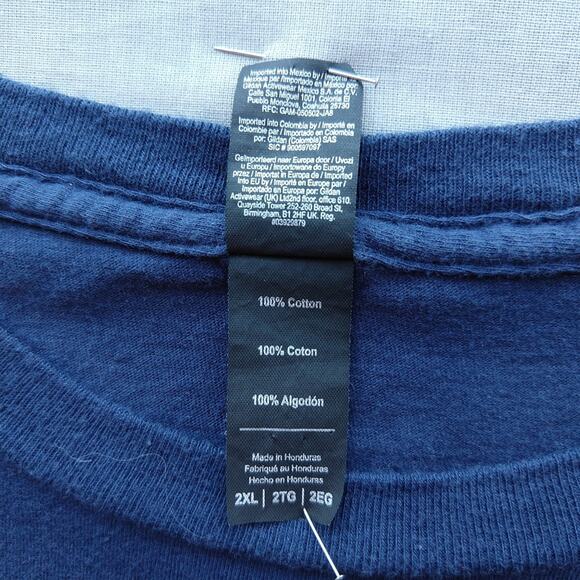 Imported into Mexico by / Importé au
Mexique par / Importado en México por:
Gildan Activewear México S.A. de C.V.
Calle San Miguel 1001, Colonia El
Pueblo Monclova, Coahuila 25730
RFC: GAM-050502-JA8
Imported into Colombia by / Importé en
Colombie par / Importado en Colombia
por: Gildan (Colombia) SAS
SIC # 900697097
Geïmporteerd naar Europa door / Uvozi
u Europu / Importowane do Europy
przez / Importat in Europa de / Imported
into EU by / Importé en Europe par /
Importado en Europa por: Gildan
Activewear (UK) Ltd2nd floor, office 610.
Quayside Tower 252-260 Broad St,
Birmingham, B1 2HF UK. Reg.
#03929879
100% Cotton
100% Coton
100% Algodón
Made in Honduras
Fabriqué au Honduras
Hecho en Honduras
2XL | 2TG | 2EG